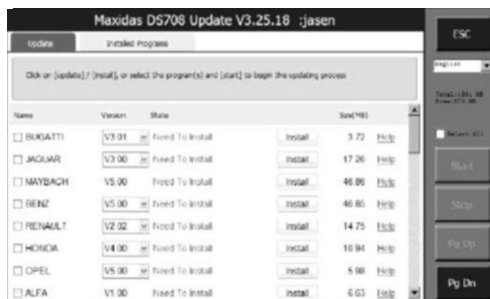 Maxidas DS708 Update V3.25.18 :jasen
Update Installed Programs
Click on [update] / [install], or select the program(s) and [start] to begin the updating process
Name Version State Size(MB)
BUGATTI V3.01 Need To Install Install 3.72 Help
JAGUAR V3.00 Need To Install Install 17.26 Help
MAYBACH V5.00 Need To Install Install 46.86 Help
BENZ V5.00 Need To Install Install 46.85 Help
RENAULT V2.02 Need To Install Install 14.75 Help
HONDA V4.00 Need To Install Install 10.94 Help
OPEL V5.00 Need To Install Install 5.98 Help
ALFA V1.00 Need To Install Install 6.63 Help
ESC
English
Select All
Start
Stop
Pg Up
Pg Dn